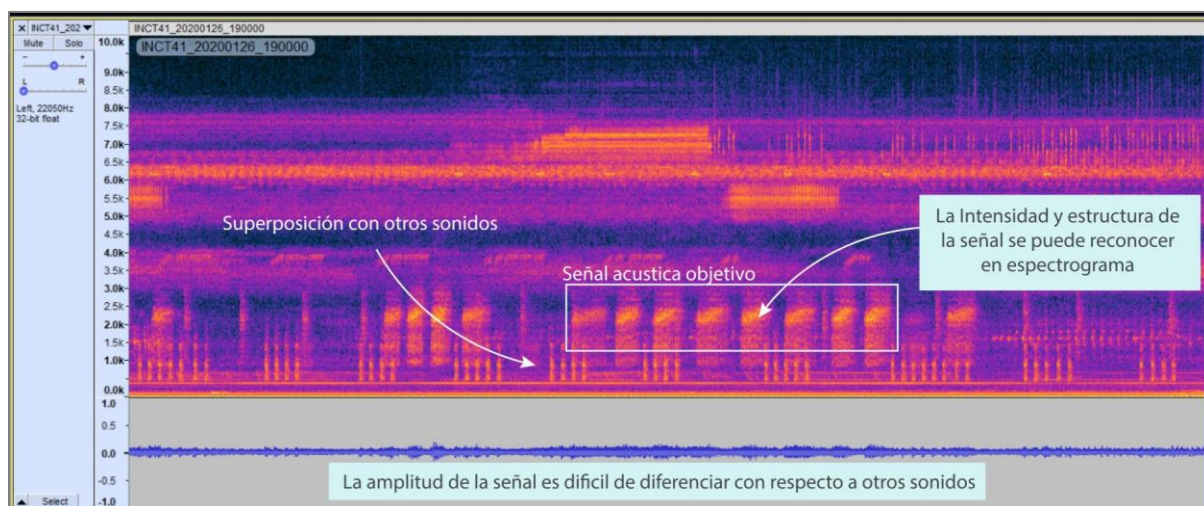 × INCT41_202 ▼
INCT41_20200126_190000
Mute Solo
INCT41_20200126_190000
- +
L R
Left, 22050Hz
32-bit float
10.0k
9.0k
8.5k
8.0k
7.5k
7.0k
6.5k
6.0k
5.5k
5.0k
4.5k
4.0k
3.5k
3.0k
2.5k
2.0k
1.5k
1.0k
0.0k
Superposición con otros sonidos
Señal acustica objetivo
La Intensidad y estructura de
la señal se puede reconocer
en espectrograma
1.0
0.5
0.0
-0.5
-1.0
La amplitud de la señal es dificil de diferenciar con respecto a otros sonidos
▲ Select